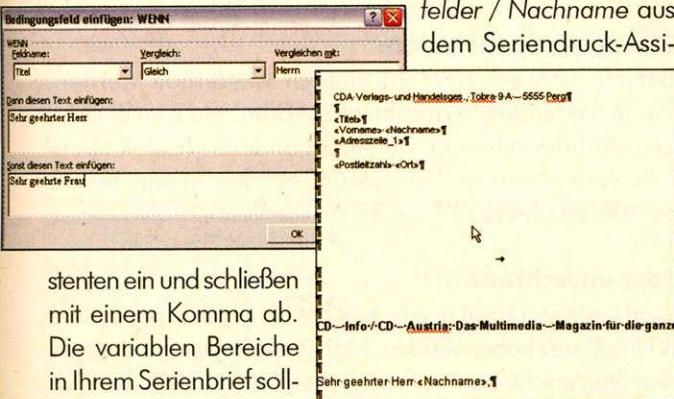 Bedingungsfeld einfügen: WENN
WENN
Feldname:
Vergleich:
Vergleichen mit:
Titel
Gleich
Herrn
Dann diesen Text einfügen:
Sehr geehrter Herr
Sonst diesen Text einfügen:
Sehr geehrte Frau
OK
felder / Nachname aus
dem Seriendruck-Assi-
CDA-Verlags- und Handelsges., Tobra 9 A — 5555 Perg¶
¶
«Titel»¶
«Vorname» «Nachname»¶
«Adresszeile_1»¶
¶
«Postleitzahl» «Ort»¶
CD·-·Info·/·CD·-·Austria:·Das·Multimedia·-·Magazin·für·die·ganze
Sehr·geehrter·Herr·«Nachname»,¶
stenten ein und schließen
mit einem Komma ab.
Die variablen Bereiche
in Ihrem Serienbrief soll-